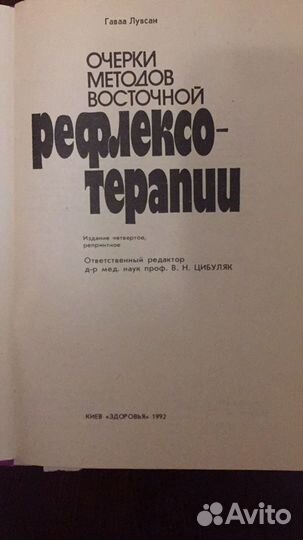 Гаваа Лувсан
ОЧЕРКИ
МЕТОДОВ
ВОСТОЧНОЙ
рефлексо-
терапии
Издание четвертое,
репринтное
Ответственный редактор
д-р мед. наук проф. В. Н. ЦИБУЛЯК
КИЕВ «ЗДОРОВЬЯ» 1992
Avito